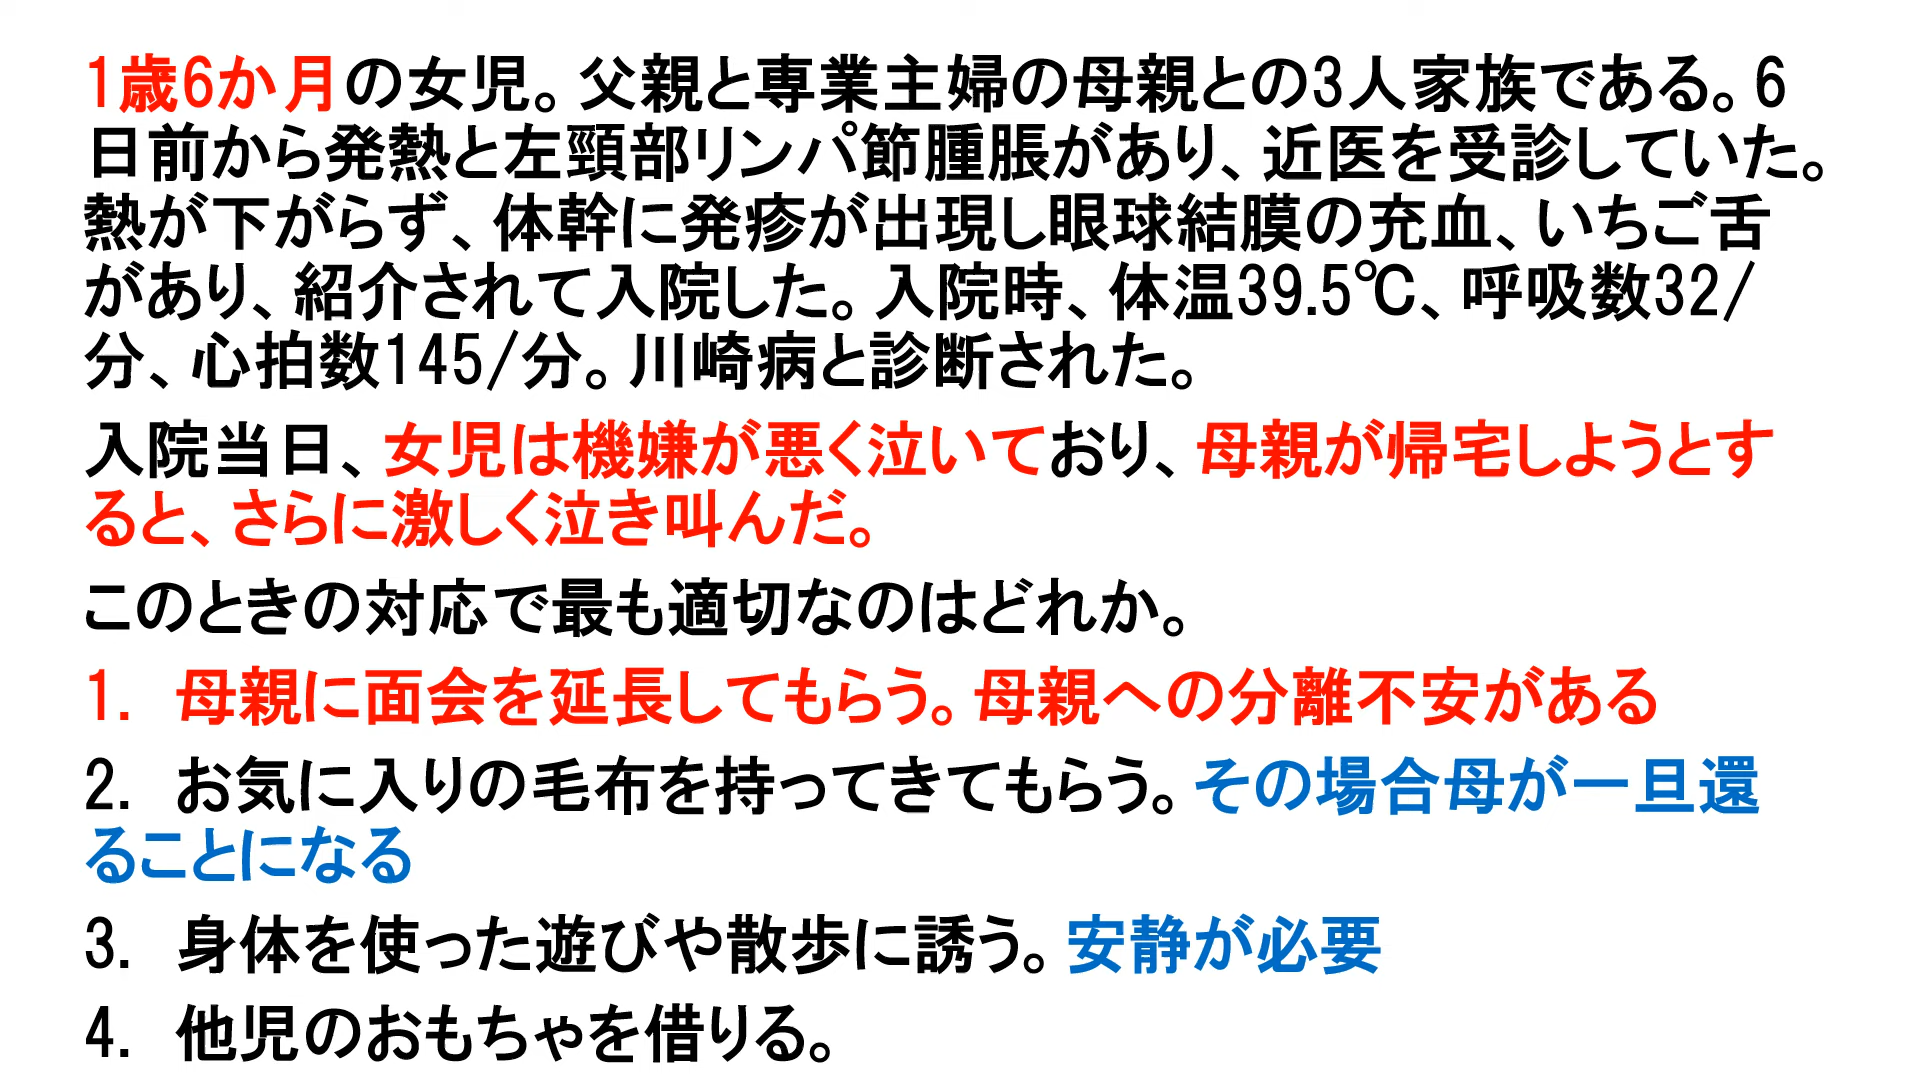 1歳6か月の女児。父親と専業主婦の母親との3人家族である。6
日前から発熱と左頸部リンパ節腫脹があり、近医を受診していた。
熱が下がらず、体幹に発疹が出現し眼球結膜の充血、いちご舌
があり、紹介されて入院した。入院時、体温39.5℃、呼吸数32/
分、心拍数145/分。川崎病と診断された。
入院当日、女児は機嫌が悪く泣いており、母親が帰宅しようとす
ると、さらに激しく泣き叫んだ。
このときの対応で最も適切なのはどれか。
1. 母親に面会を延長してもらう。母親への分離不安がある
2. お気に入りの毛布を持ってきてもらう。その場合母が一旦還
ることになる
3. 身体を使った遊びや散歩に誘う。安静が必要
4. 他児のおもちゃを借りる。